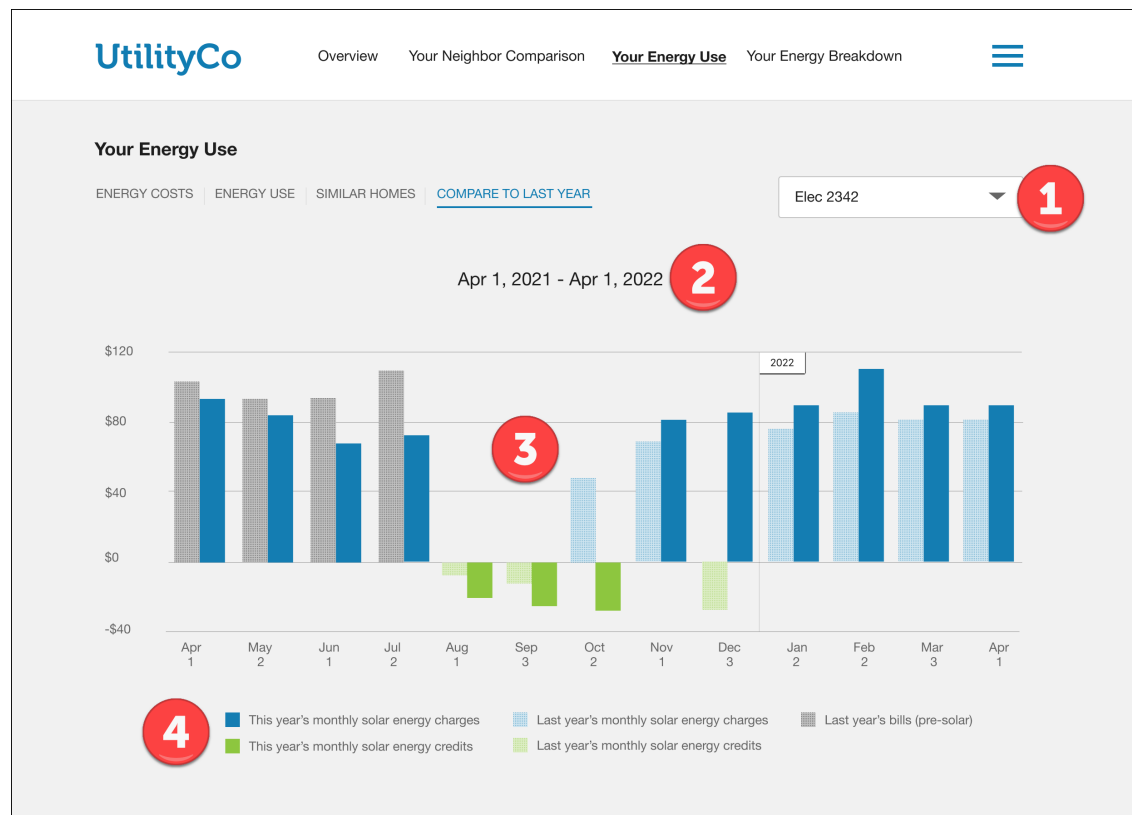 UtilityCo
Overview Your Neighbor Comparison Your Energy Use Your Energy Breakdown
Your Energy Use
ENERGY COSTS ENERGY USE SIMILAR HOMES COMPARE TO LAST YEAR
Elec 2342
1
Apr 1, 2021 - Apr 1, 2022
2
$120
2022
$80
3
$40
$0
-$40
Apr May Jun Jul Aug Sep Oct Nov Dec Jan Feb Mar Apr
1 2 1 2 1 3 2 1 3 2 2 3 1
4
This year's monthly solar energy charges Last year's monthly solar energy charges Last year's bills (pre-solar)
This year's monthly solar energy credits Last year's monthly solar energy credits